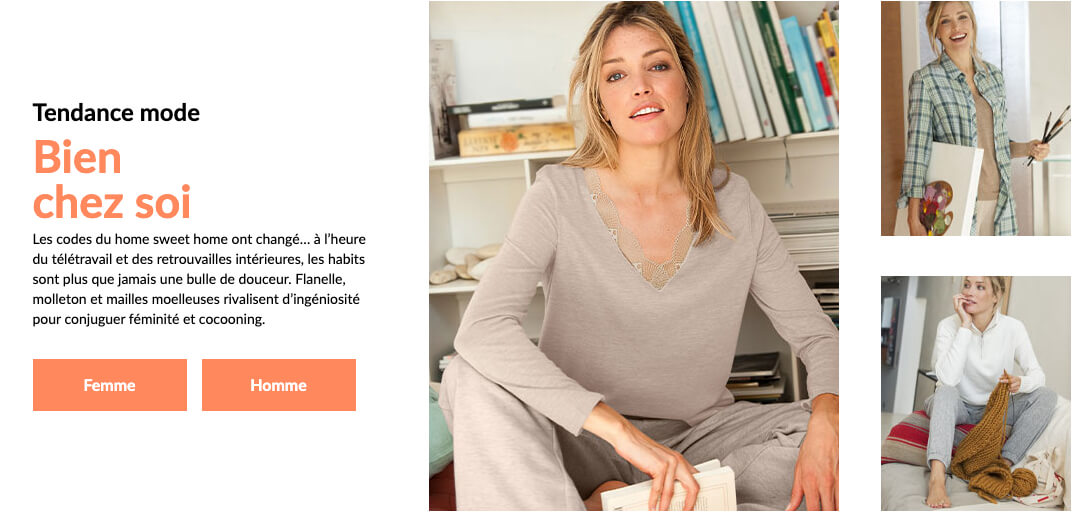 Tendance mode
Bien
chez soi
Les codes du home sweet home ont changé... à l'heure
du télétravail et des retrouvailles intérieures, les habits
sont plus que jamais une bulle de douceur. Flanelle,
molleton et mailles moelleuses rivalisent d'ingéniosité
pour conjuguer féminité et cocooning.
Femme
Homme